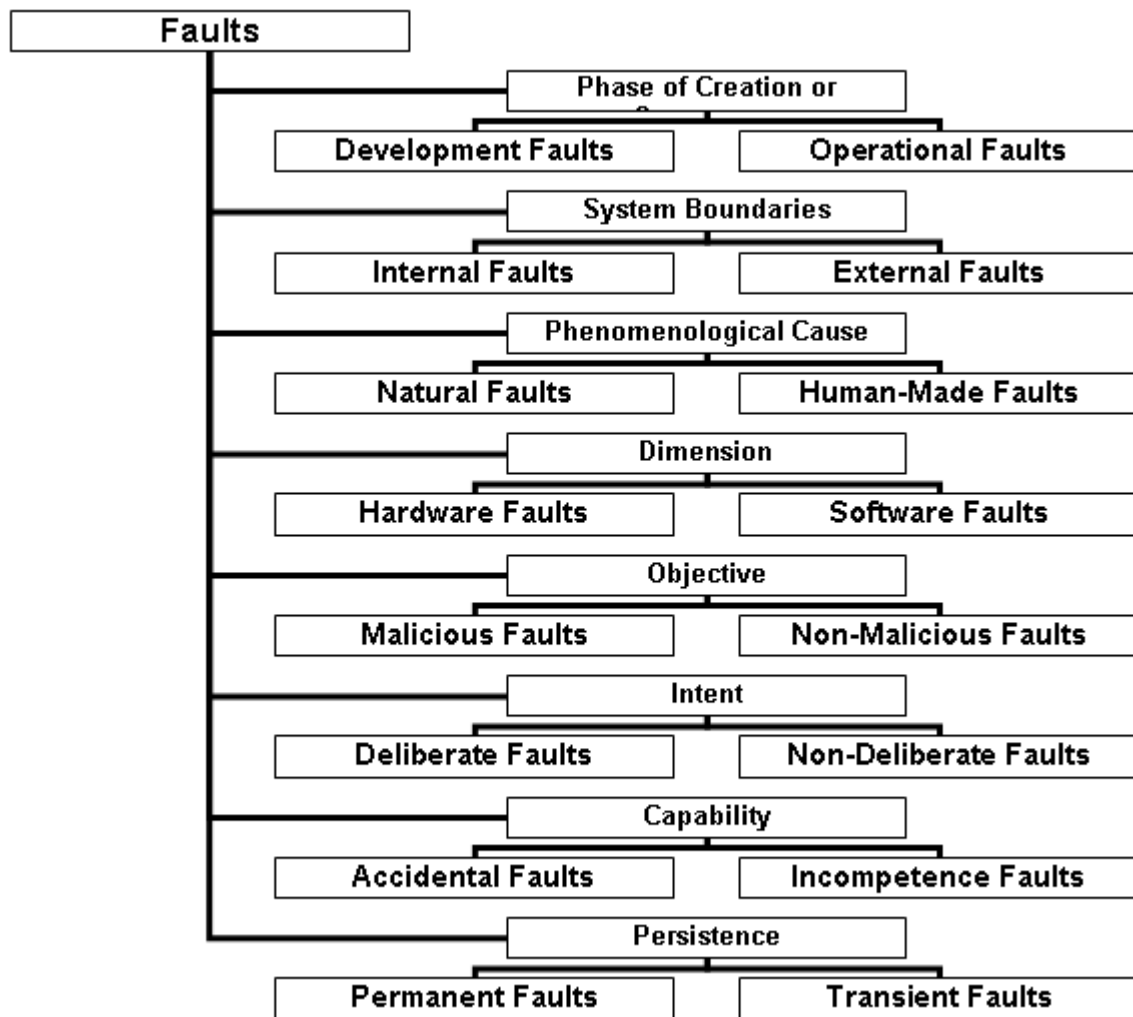 Faults
Phase of Creation or
Development Faults
Operational Faults
System Boundaries
Internal Faults
External Faults
Phenomenological Cause
Natural Faults
Human-Made Faults
Dimension
Hardware Faults
Software Faults
Objective
Malicious Faults
Non-Malicious Faults
Intent
Deliberate Faults
Non-Deliberate Faults
Capability
Accidental Faults
Incompetence Faults
Persistence
Permanent Faults
Transient Faults